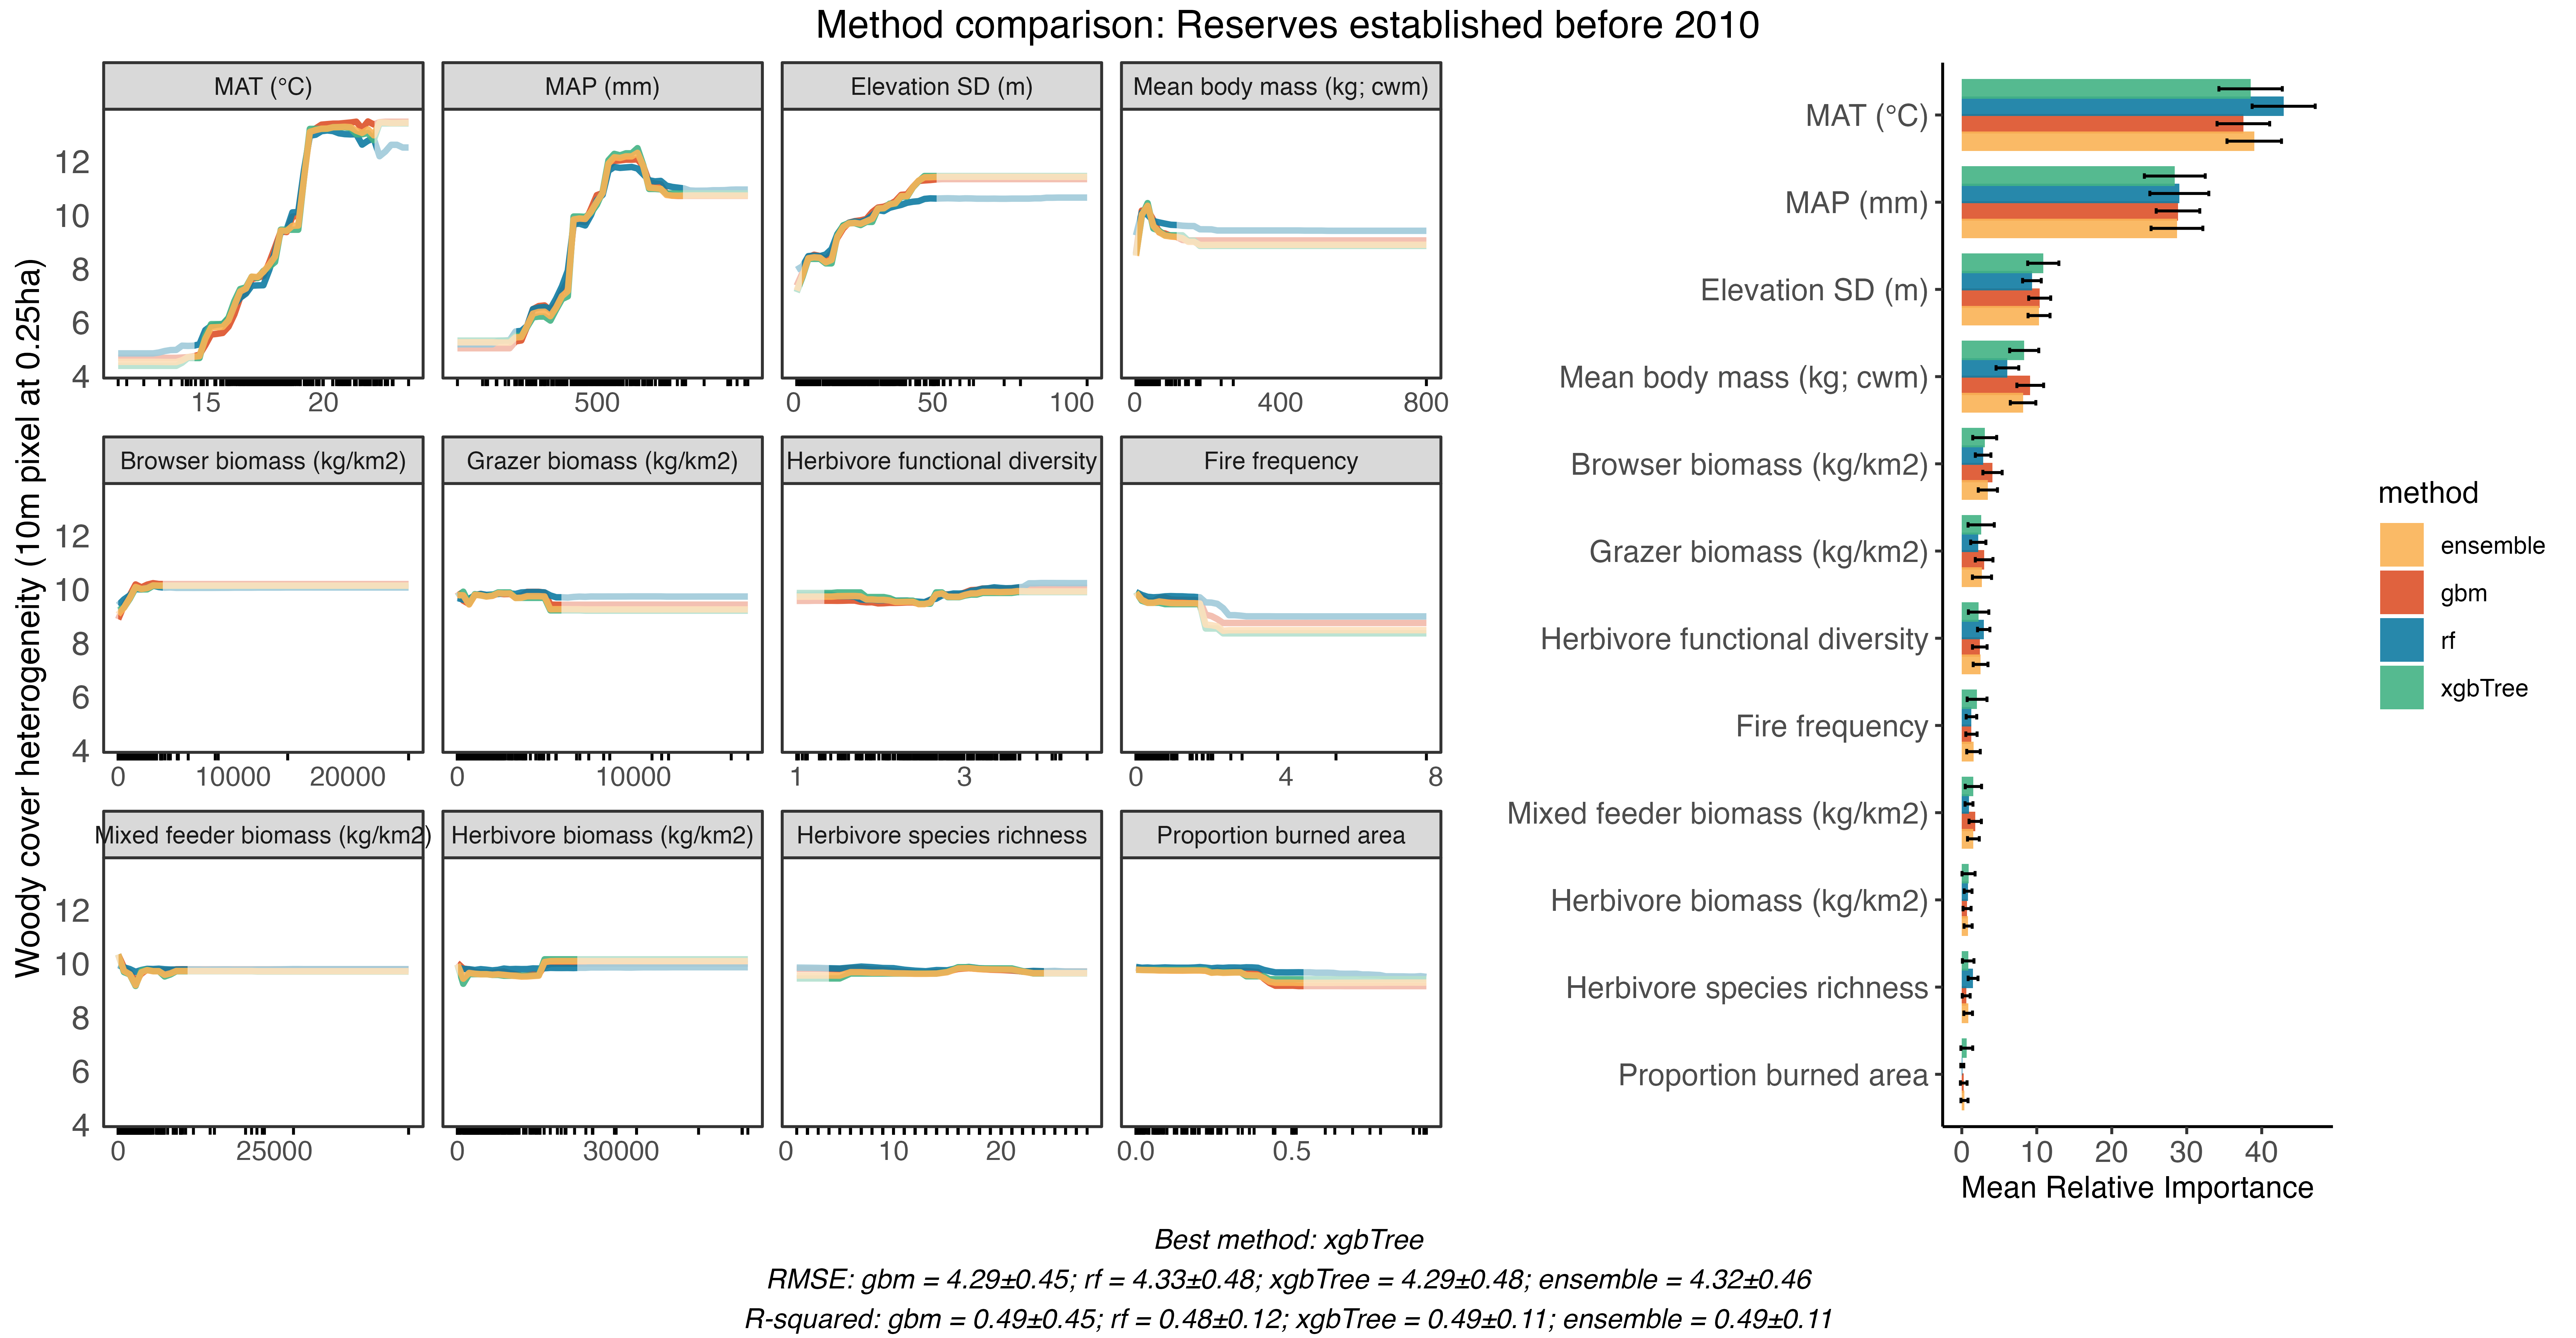 Method comparison: Reserves established before 2010
Woody cover heterogeneity (10m pixel at 0.25ha)
MAT (°C)
MAP (mm)
Elevation SD (m)
Mean body mass (kg; cwm)
12
10
8
6
4
15 20
500
0 50 100
0 400 800
Browser biomass (kg/km2)
Grazer biomass (kg/km2)
Herbivore functional diversity
Fire frequency
12
10
8
6
4
0 10000 20000
0 10000
1 3
0 4 8
Mixed feeder biomass (kg/km2)
Herbivore biomass (kg/km2)
Herbivore species richness
Proportion burned area
12
10
8
6
4
0 25000
0 30000
0 10 20
0.0 0.5
MAT (°C)
MAP (mm)
Elevation SD (m)
Mean body mass (kg; cwm)
Browser biomass (kg/km2)
Grazer biomass (kg/km2)
Herbivore functional diversity
Fire frequency
Mixed feeder biomass (kg/km2)
Herbivore biomass (kg/km2)
Herbivore species richness
Proportion burned area
0 10 20 30 40
Mean Relative Importance
method
ensemble
gbm
rf
xgbTree
Best method: xgbTree
RMSE: gbm = 4.29±0.45; rf = 4.33±0.48; xgbTree = 4.29±0.48; ensemble = 4.32±0.46
R-squared: gbm = 0.49±0.45; rf = 0.48±0.12; xgbTree = 0.49±0.11; ensemble = 0.49±0.11